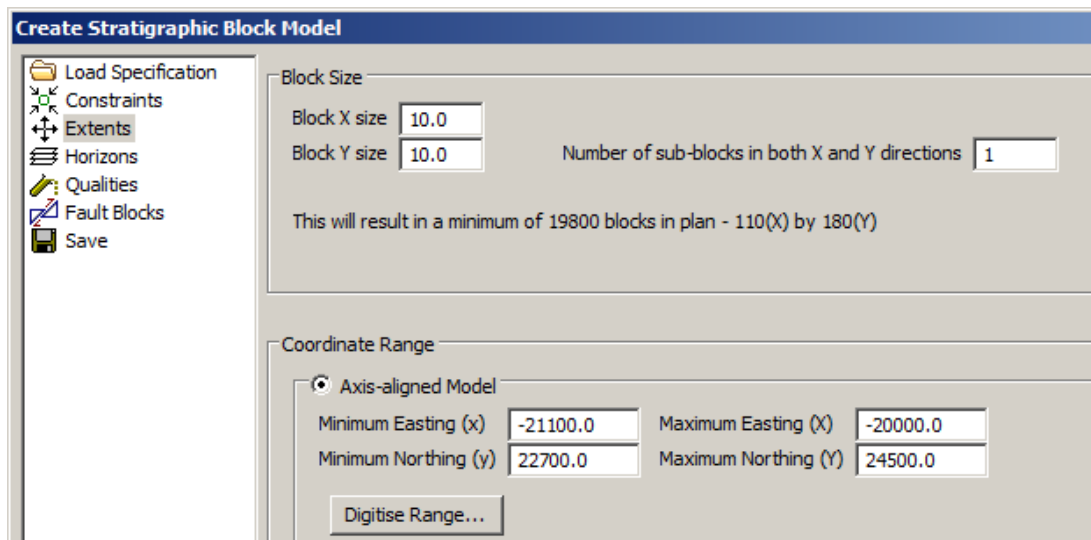 Create Stratigraphic Block Model
Load Specification
Constraints
Extents
Horizons
Qualities
Fault Blocks
Save
Block Size
Block X size 10.0
Block Y size 10.0 Number of sub-blocks in both X and Y directions 1
This will result in a minimum of 19800 blocks in plan - 110(X) by 180(Y)
Coordinate Range
Axis-aligned Model
Minimum Easting (x) -21100.0 Maximum Easting (X) -20000.0
Minimum Northing (y) 22700.0 Maximum Northing (Y) 24500.0
Digitise Range...